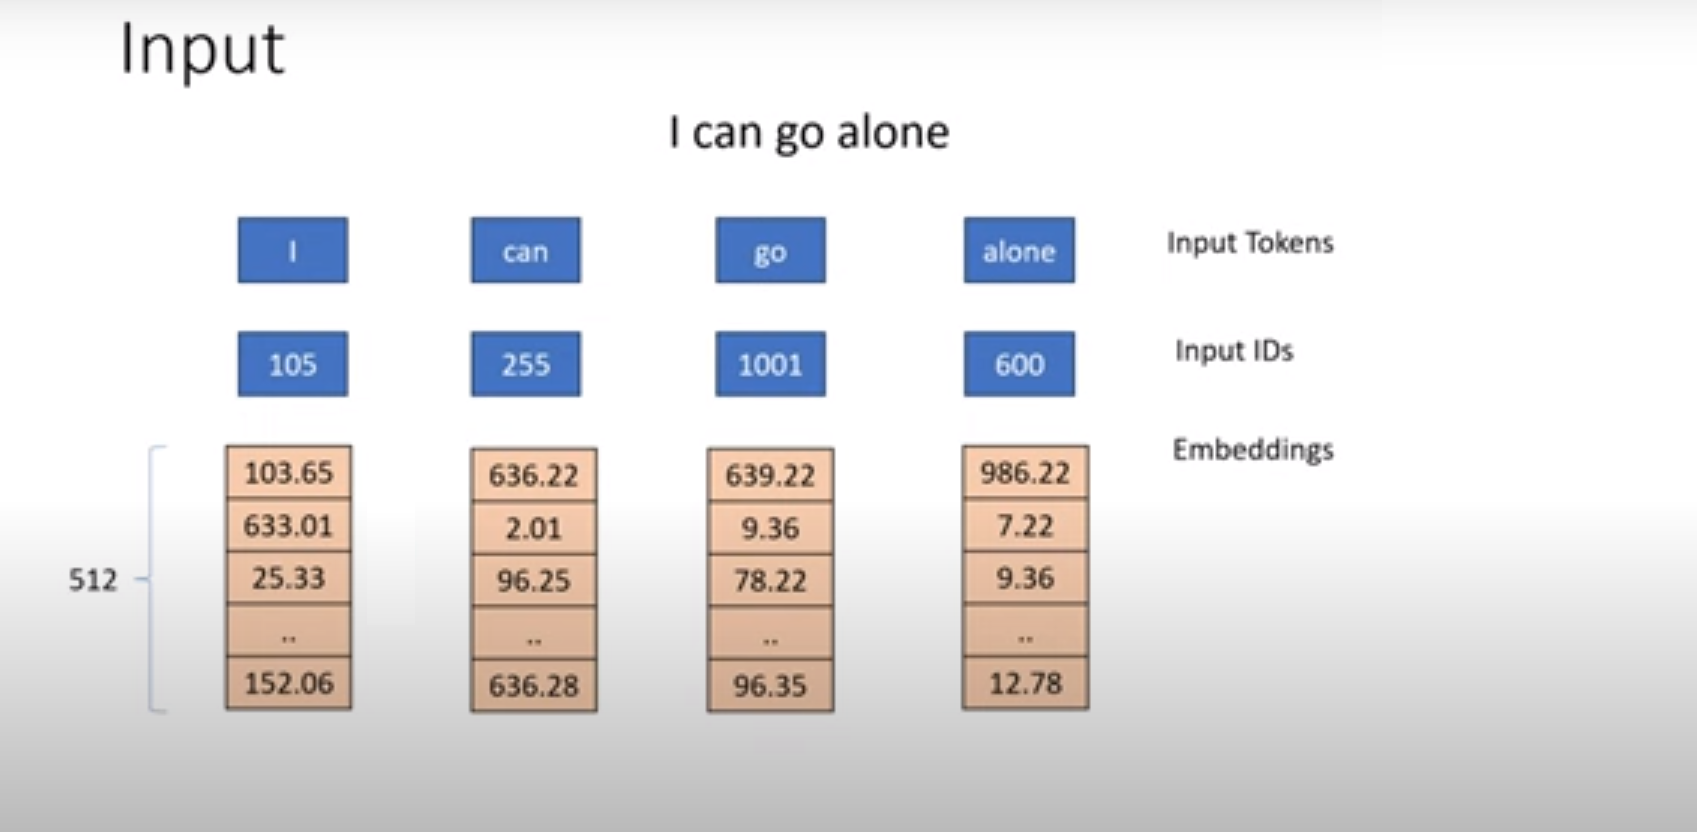 Input
I can go alone
I can go alone Input Tokens
105 255 1001 600 Input IDs
Embeddings
103.65 636.22 639.22 986.22
633.01 2.01 9.36 7.22
512 25.33 96.25 78.22 9.36
.. .. .. ..
152.06 636.28 96.35 12.78